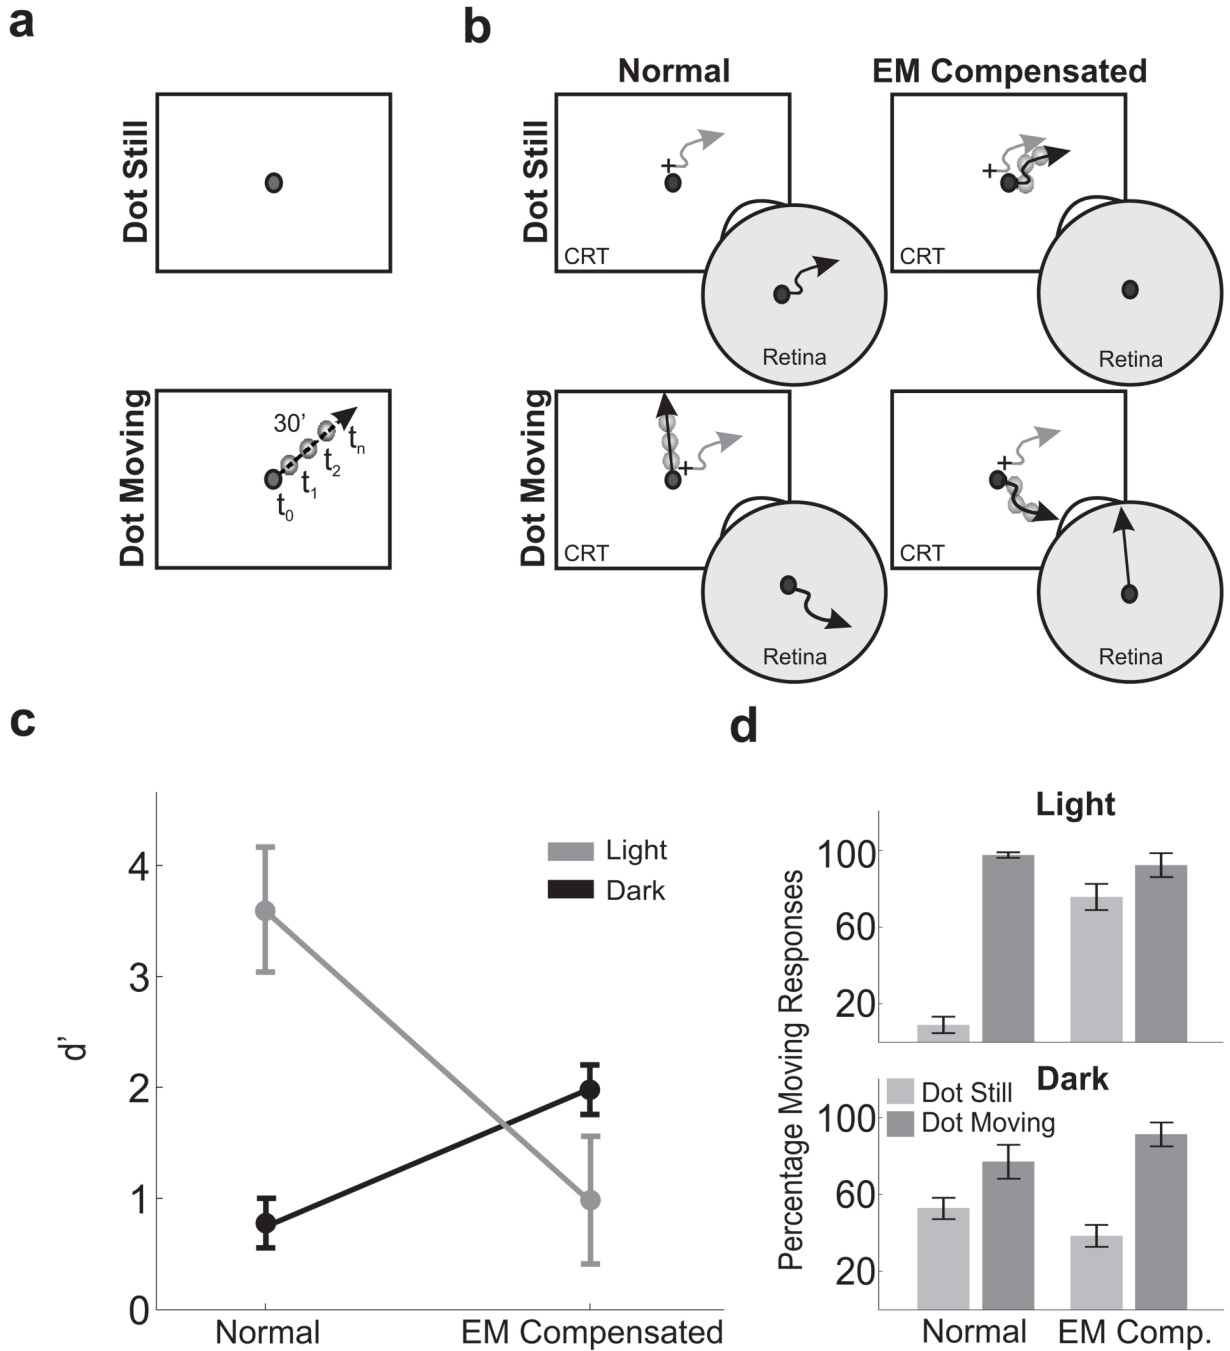 a
b
Normal
EM Compensated
Dot Still
Dot Still
CRT
Retina
CRT
Retina
Dot Moving
30'
t0
t1
t2
tn
Dot Moving
CRT
Retina
CRT
Retina
c
d'
4
3
2
1
0
Light
Dark
Normal
EM Compensated
d
Percentage Moving Responses
Light
100
60
20
Dark
Dot Still
Dot Moving
100
60
20
Normal
EM Comp.